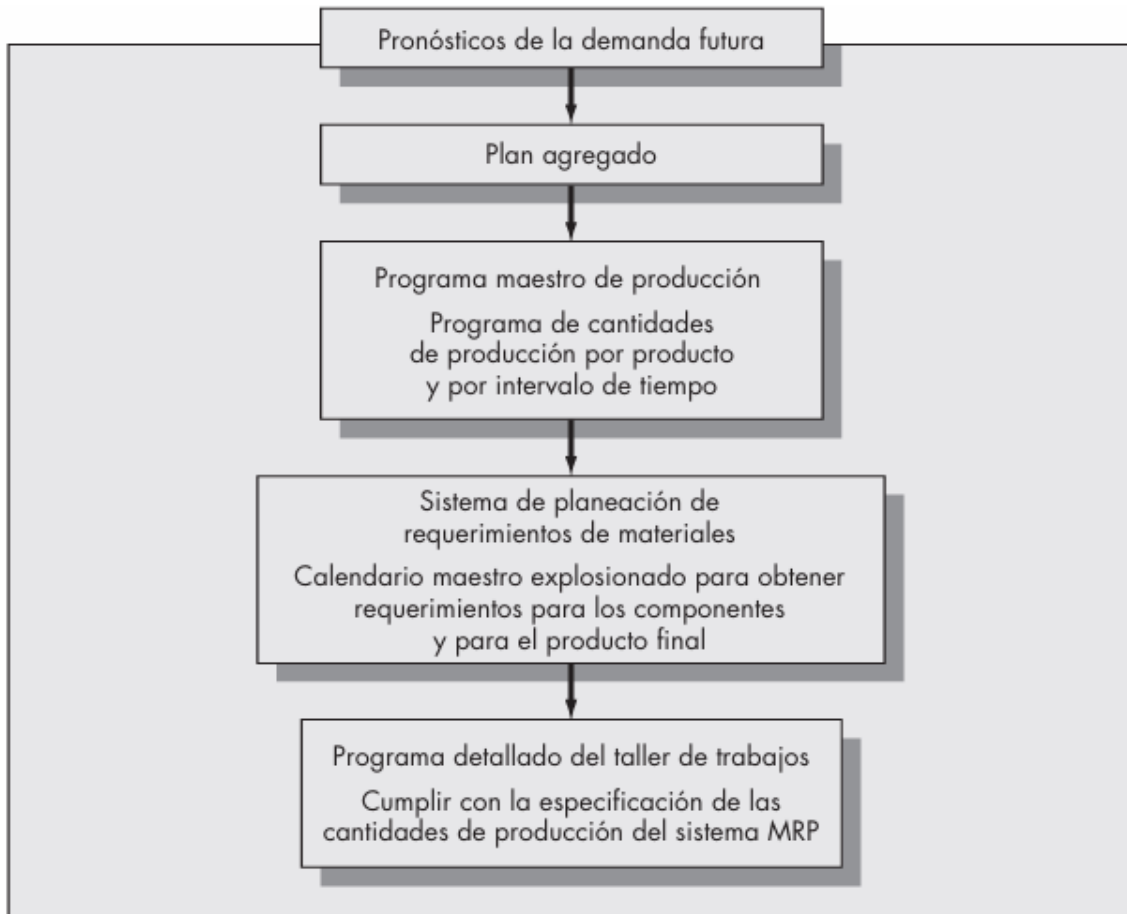 Pronósticos de la demanda futura
Plan agregado
Programa maestro de producción
Programa de cantidades
de producción por producto
y por intervalo de tiempo
Sistema de planeación de
requerimientos de materiales
Calendario maestro explosionado para obtener
requerimientos para los componentes
y para el producto final
Programa detallado del taller de trabajos
Cumplir con la especificación de las
cantidades de producción del sistema MRP